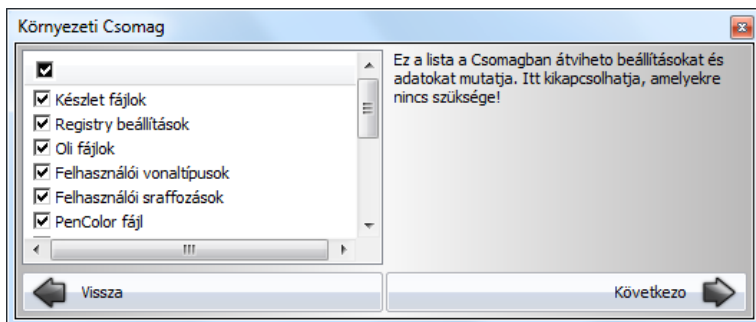 Környezeti Csomag
Készlet fájlok
Registry beállítások
Oli fájlok
Felhasználói vonaltípusok
Felhasználói sraffozások
PenColor fájl
Ez a lista a Csomagban átviheto beállításokat és
adatokat mutatja. Itt kikapcsolhatja, amelyekre
nincs szüksége!
Vissza
Következo